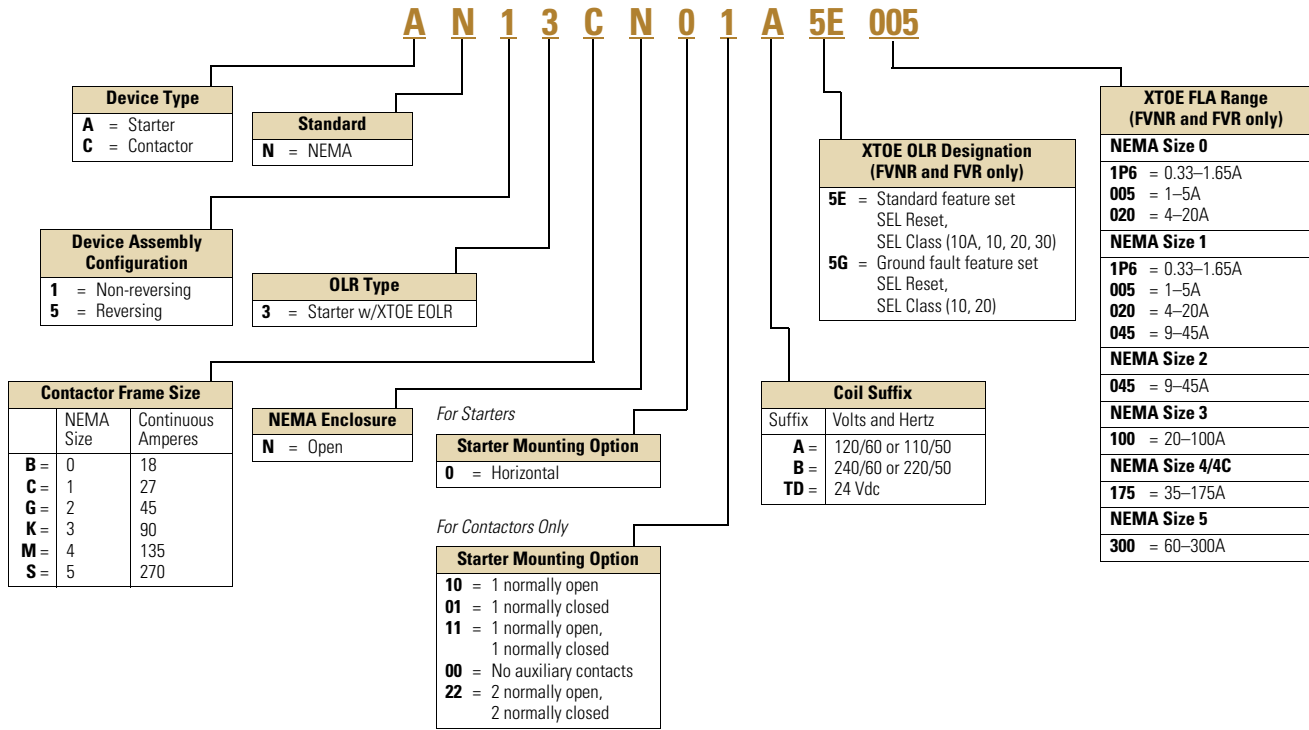 A N 1 3 C N 0 1 A 5E 005
Device Type
A = Starter
C = Contactor
Standard
N = NEMA
Device Assembly
Configuration
1 = Non-reversing
5 = Reversing
OLR Type
3 = Starter w/XTOE EOLR
Contactor Frame Size
NEMA Size Continuous Amperes
B = 0 18
C = 1 27
G = 2 45
K = 3 90
M = 4 135
S = 5 270
NEMA Enclosure
N = Open
For Starters
Starter Mounting Option
0 = Horizontal
For Contactors Only
Starter Mounting Option
10 = 1 normally open
01 = 1 normally closed
11 = 1 normally open,
1 normally closed
00 = No auxiliary contacts
22 = 2 normally open,
2 normally closed
Coil Suffix
Suffix Volts and Hertz
A = 120/60 or 110/50
B = 240/60 or 220/50
TD = 24 Vdc
XTOE OLR Designation
(FVNR and FVR only)
5E = Standard feature set
SEL Reset,
SEL Class (10A, 10, 20, 30)
5G = Ground fault feature set
SEL Reset,
SEL Class (10, 20)
XTOE FLA Range
(FVNR and FVR only)
NEMA Size 0
1P6 = 0.33–1.65A
005 = 1–5A
020 = 4–20A
NEMA Size 1
1P6 = 0.33–1.65A
005 = 1–5A
020 = 4–20A
045 = 9–45A
NEMA Size 2
045 = 9–45A
NEMA Size 3
100 = 20–100A
NEMA Size 4/4C
175 = 35–175A
NEMA Size 5
300 = 60–300A